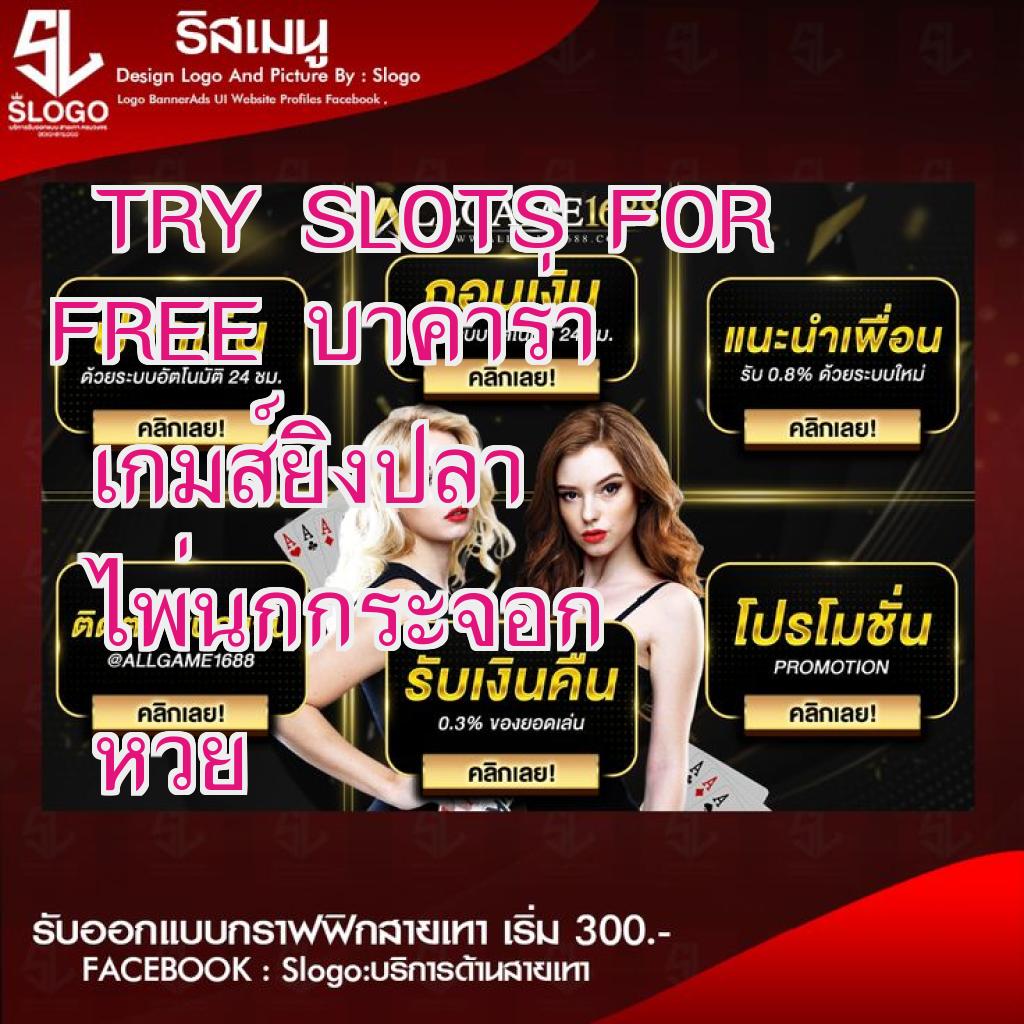 ริสเมนู
Design Logo And Picture By : Slogo
Logo BannerAds UI Website Profiles Facebook .
SL
SLOGO
TRY SLOTS FOR
FREE บาคาร่า
เกมส์ยิงปลา
ไพ่นกกระจอก
หวย
ถอนเงิน
24 ชม.
คลิกเลย!
ด้วยระบบอัตโนมัติ 24 ชม.
คลิกเลย!
แนะนำเพื่อน
รับ 0.8% ด้วยระบบใหม่
คลิกเลย!
@ALLGAME1688
คลิกเลย!
รับเงินคืน
0.3% ของยอดเล่น
คลิกเลย!
โปรโมชั่น
PROMOTION
คลิกเลย!
รับออกแบบกราฟฟิกสายเทา เริ่ม 300.-
FACEBOOK : Slogo:บริการด้านสายเทา